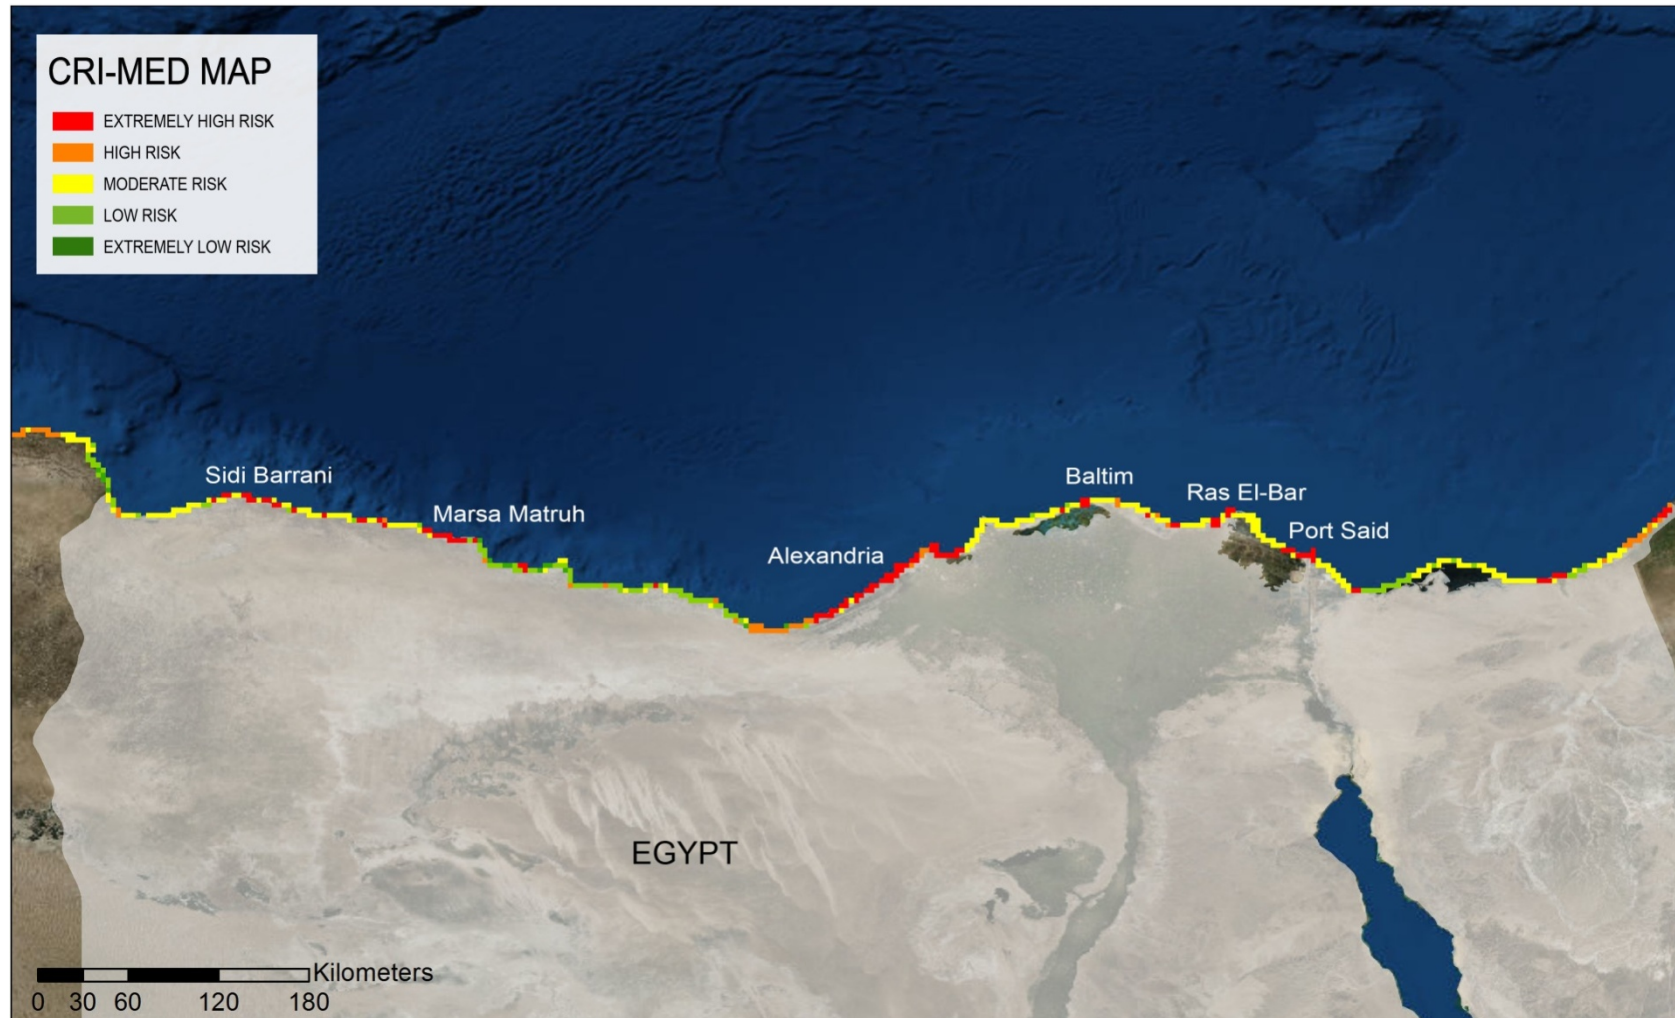 CRI-MED MAP
EXTREMELY HIGH RISK
HIGH RISK
MODERATE RISK
LOW RISK
EXTREMELY LOW RISK
Sidi Barrani
Marsa Matruh
Alexandria
Baltim
Ras El-Bar
Port Said
EGYPT
Kilometers
0 30 60 120 180